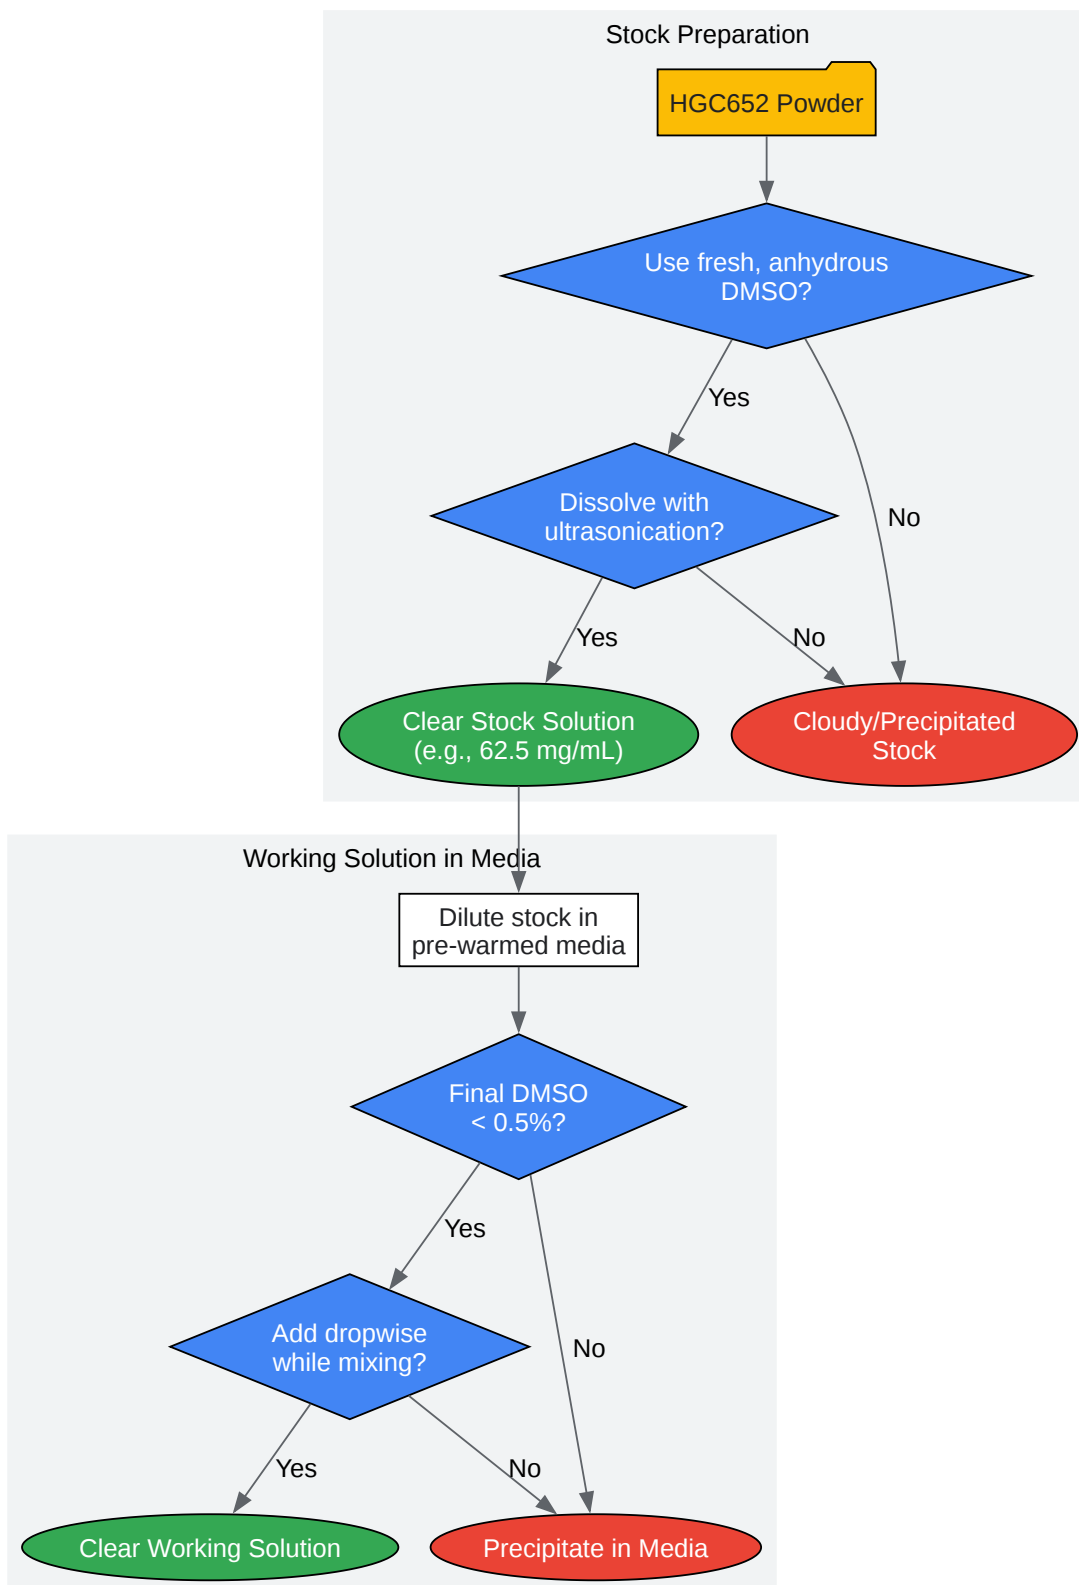 Stock Preparation
HGC652 Powder
Use fresh, anhydrous
DMSO?
Yes
Dissolve with
ultrasonication?
No
Yes
No
Clear Stock Solution
(e.g., 62.5 mg/mL)
Cloudy/Precipitated
Stock
Working Solution in Media
Dilute stock in
pre-warmed media
Final DMSO
< 0.5%?
Yes
Add dropwise
while mixing?
No
Yes
No
Clear Working Solution
Precipitate in Media